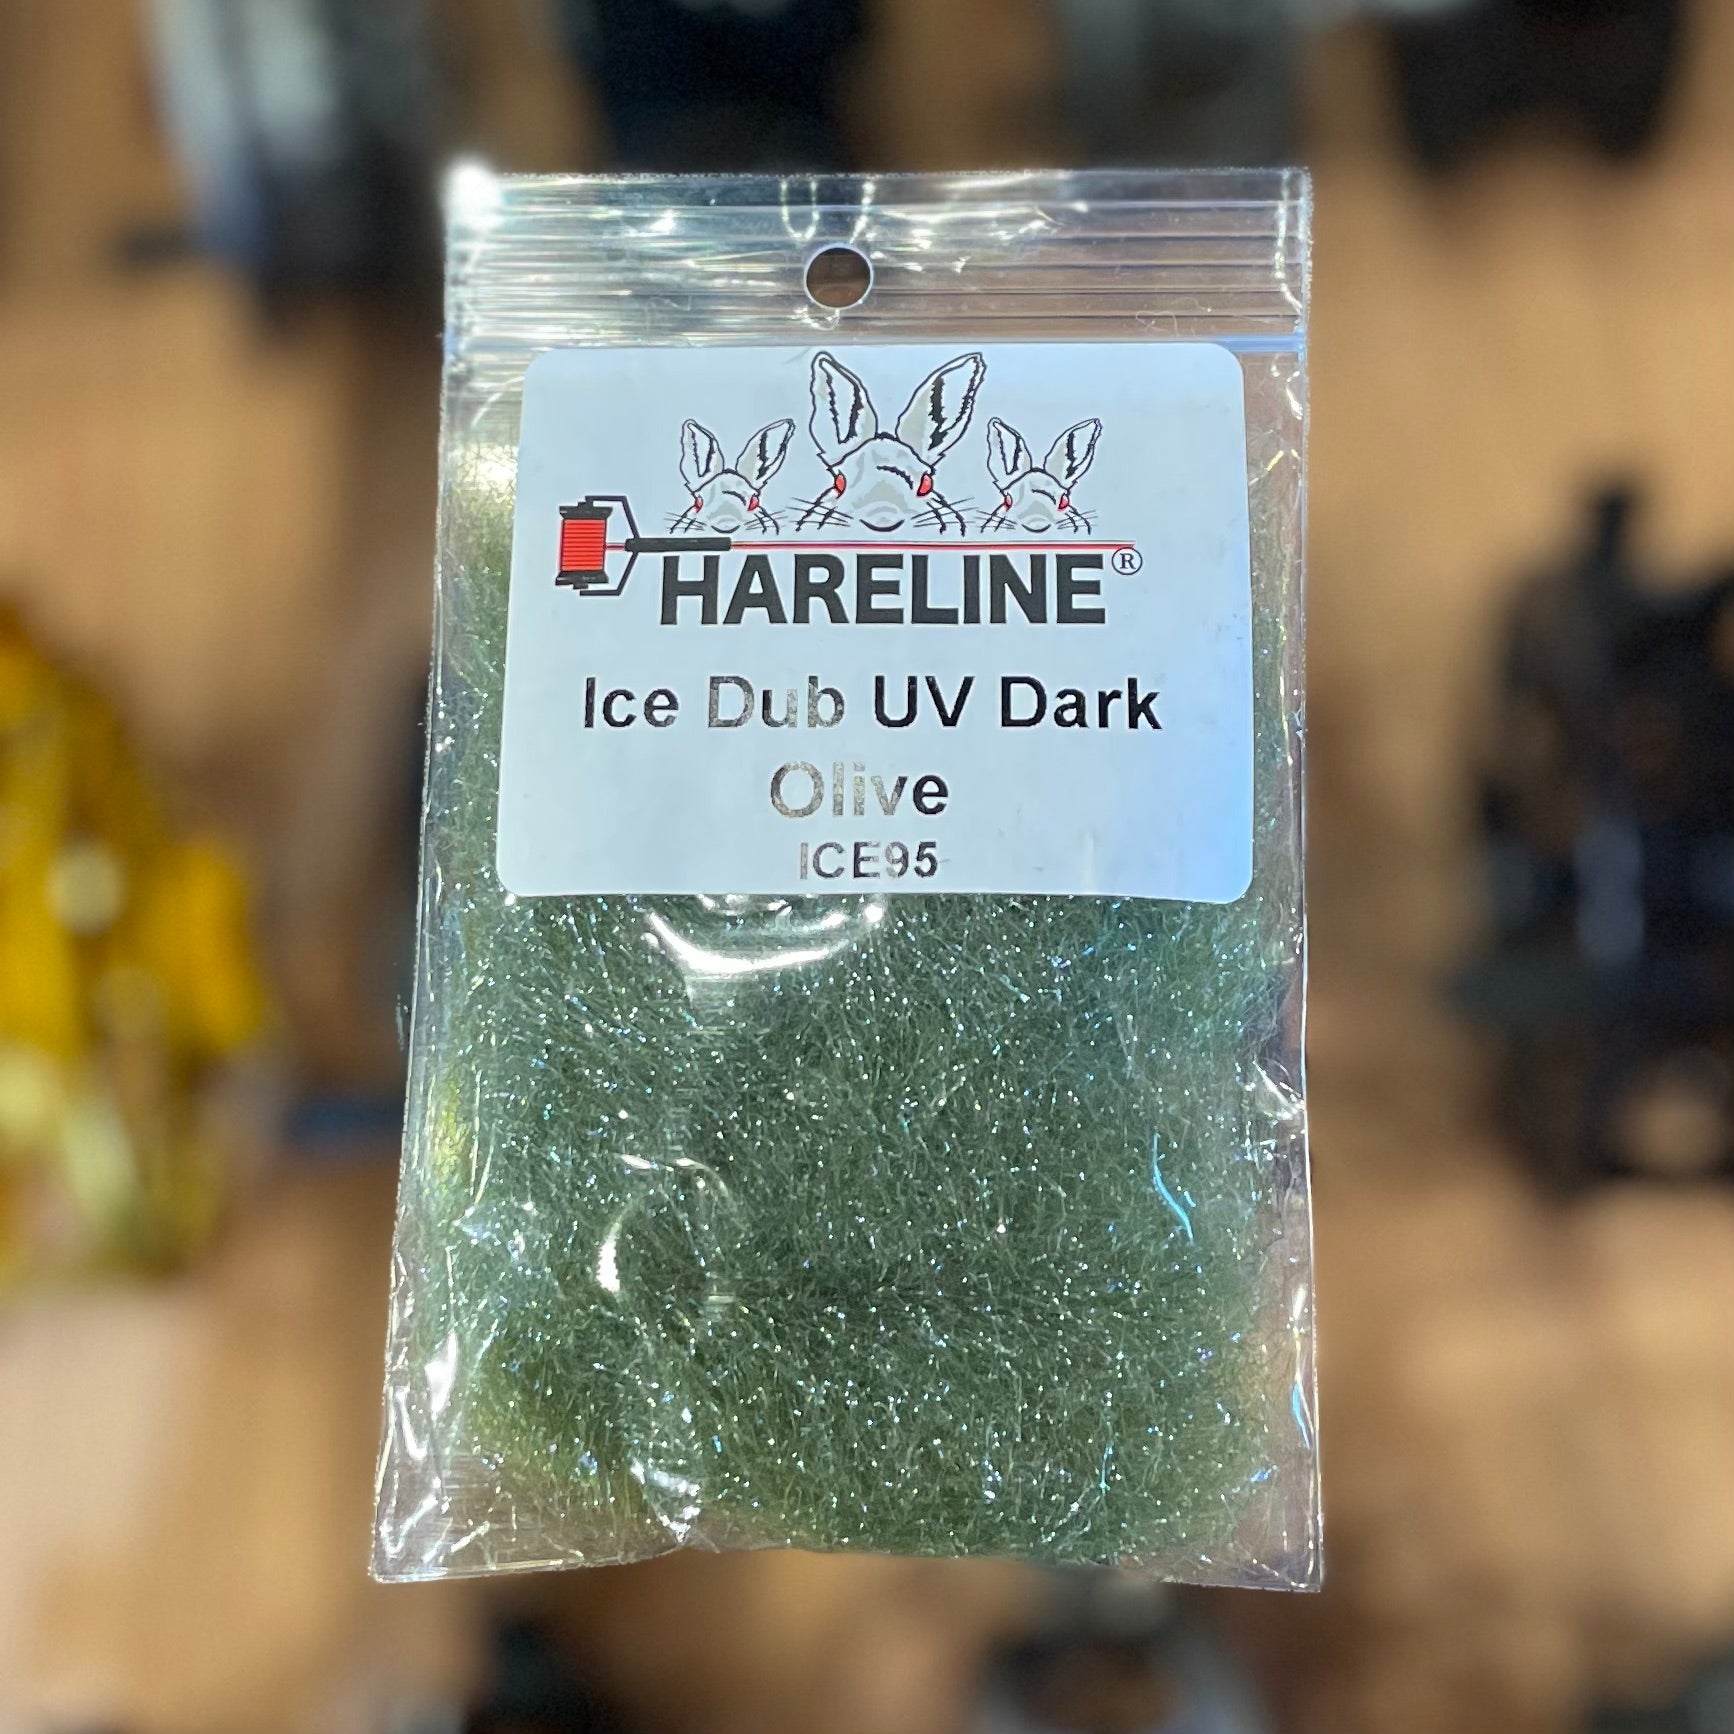 HARELINE®
Ice Dub UV Dark
Olive
ICE95